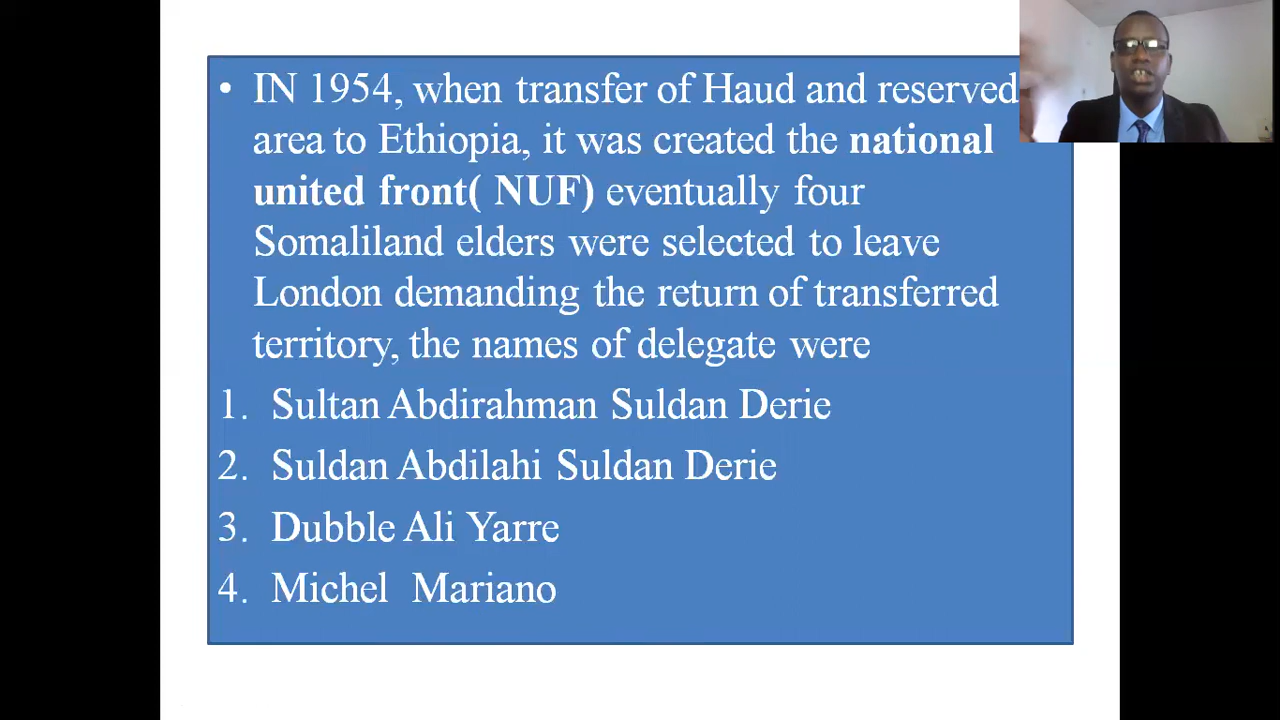 • IN 1954, when transfer of Haud and reserved
area to Ethiopia, it was created the national
united front( NUF) eventually four
Somaliland elders were selected to leave
London demanding the return of transferred
territory, the names of delegate were
1. Sultan Abdirahman Suldan Derie
2. Suldan Abdilahi Suldan Derie
3. Dubble Ali Yarre
4. Michel Mariano